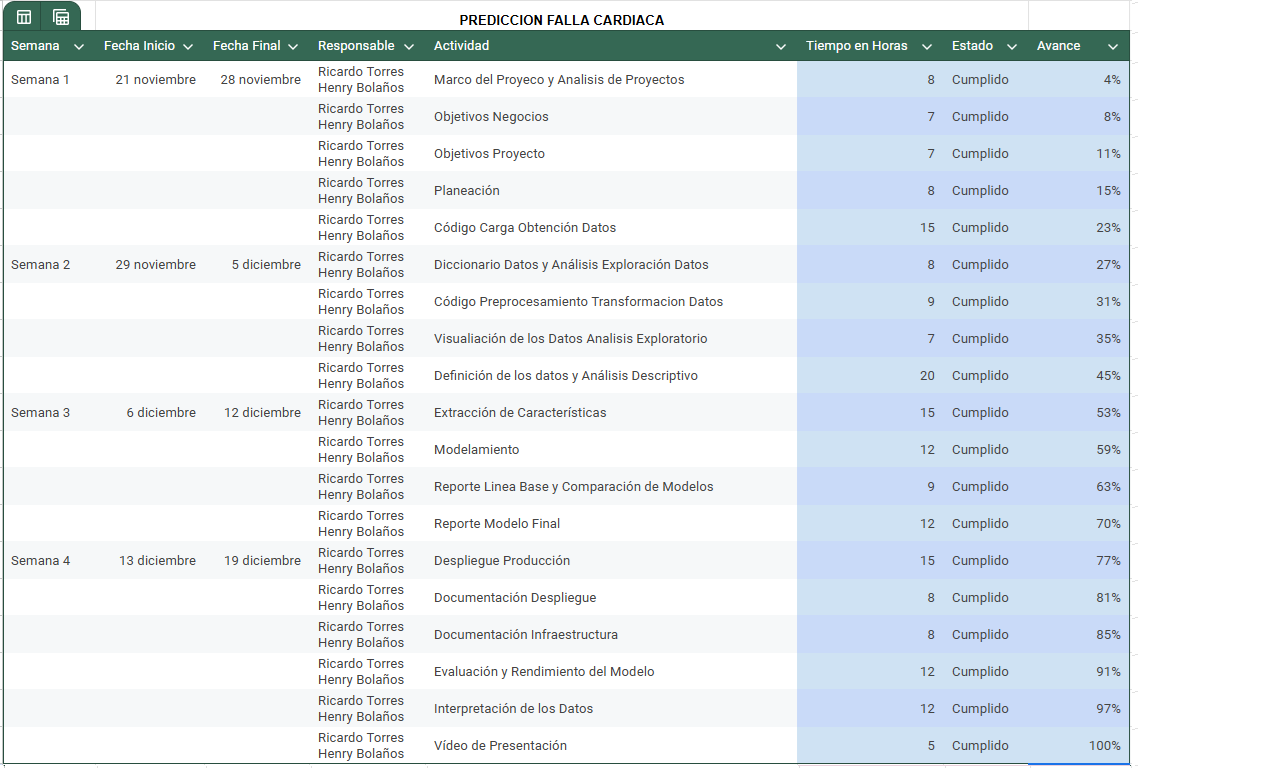 PREDICCION FALLA CARDIACA
Semana Fecha Inicio Fecha Final Responsable Actividad Tiempo en Horas Estado Avance
Semana 1 21 noviembre 28 noviembre Ricardo Torres Henry Bolaños Marco del Proyeco y Analisis de Proyectos 8 Cumplido 4%
Ricardo Torres Henry Bolaños Objetivos Negocios 7 Cumplido 8%
Ricardo Torres Henry Bolaños Objetivos Proyecto 7 Cumplido 11%
Ricardo Torres Henry Bolaños Planeación 8 Cumplido 15%
Ricardo Torres Henry Bolaños Código Carga Obtención Datos 15 Cumplido 23%
Semana 2 29 noviembre 5 diciembre Ricardo Torres Henry Bolaños Diccionario Datos y Análisis Exploración Datos 8 Cumplido 27%
Ricardo Torres Henry Bolaños Código Preprocesamiento Transformacion Datos 9 Cumplido 31%
Ricardo Torres Henry Bolaños Visualiación de los Datos Analisis Exploratorio 7 Cumplido 35%
Ricardo Torres Henry Bolaños Definición de los datos y Análisis Descriptivo 20 Cumplido 45%
Semana 3 6 diciembre 12 diciembre Ricardo Torres Henry Bolaños Extracción de Características 15 Cumplido 53%
Ricardo Torres Henry Bolaños Modelamiento 12 Cumplido 59%
Ricardo Torres Henry Bolaños Reporte Linea Base y Comparación de Modelos 9 Cumplido 63%
Ricardo Torres Henry Bolaños Reporte Modelo Final 12 Cumplido 70%
Semana 4 13 diciembre 19 diciembre Ricardo Torres Henry Bolaños Despliegue Producción 15 Cumplido 77%
Ricardo Torres Henry Bolaños Documentación Despliegue 8 Cumplido 81%
Ricardo Torres Henry Bolaños Documentación Infraestructura 8 Cumplido 85%
Ricardo Torres Henry Bolaños Evaluación y Rendimiento del Modelo 12 Cumplido 91%
Ricardo Torres Henry Bolaños Interpretación de los Datos 12 Cumplido 97%
Ricardo Torres Henry Bolaños Vídeo de Presentación 5 Cumplido 100%